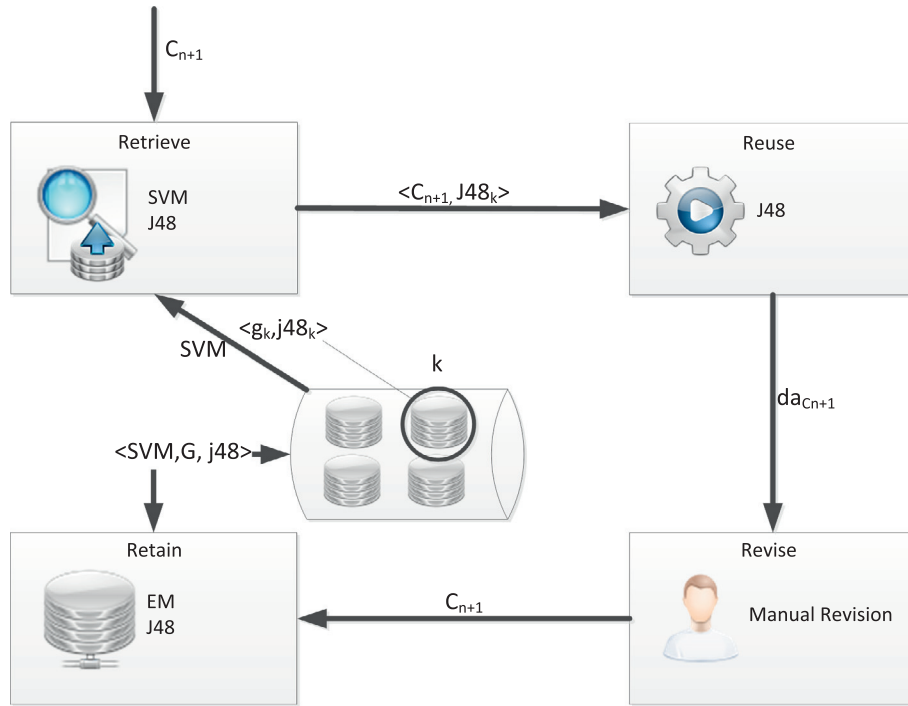 Cn+1
Retrieve
SVM
J48
<Cn+1, J48k>
Reuse
J48
<gk,j48k>
SVM
k
daCn+1
<SVM,G, j48>
Retain
EM
J48
Cn+1
Revise
Manual Revision